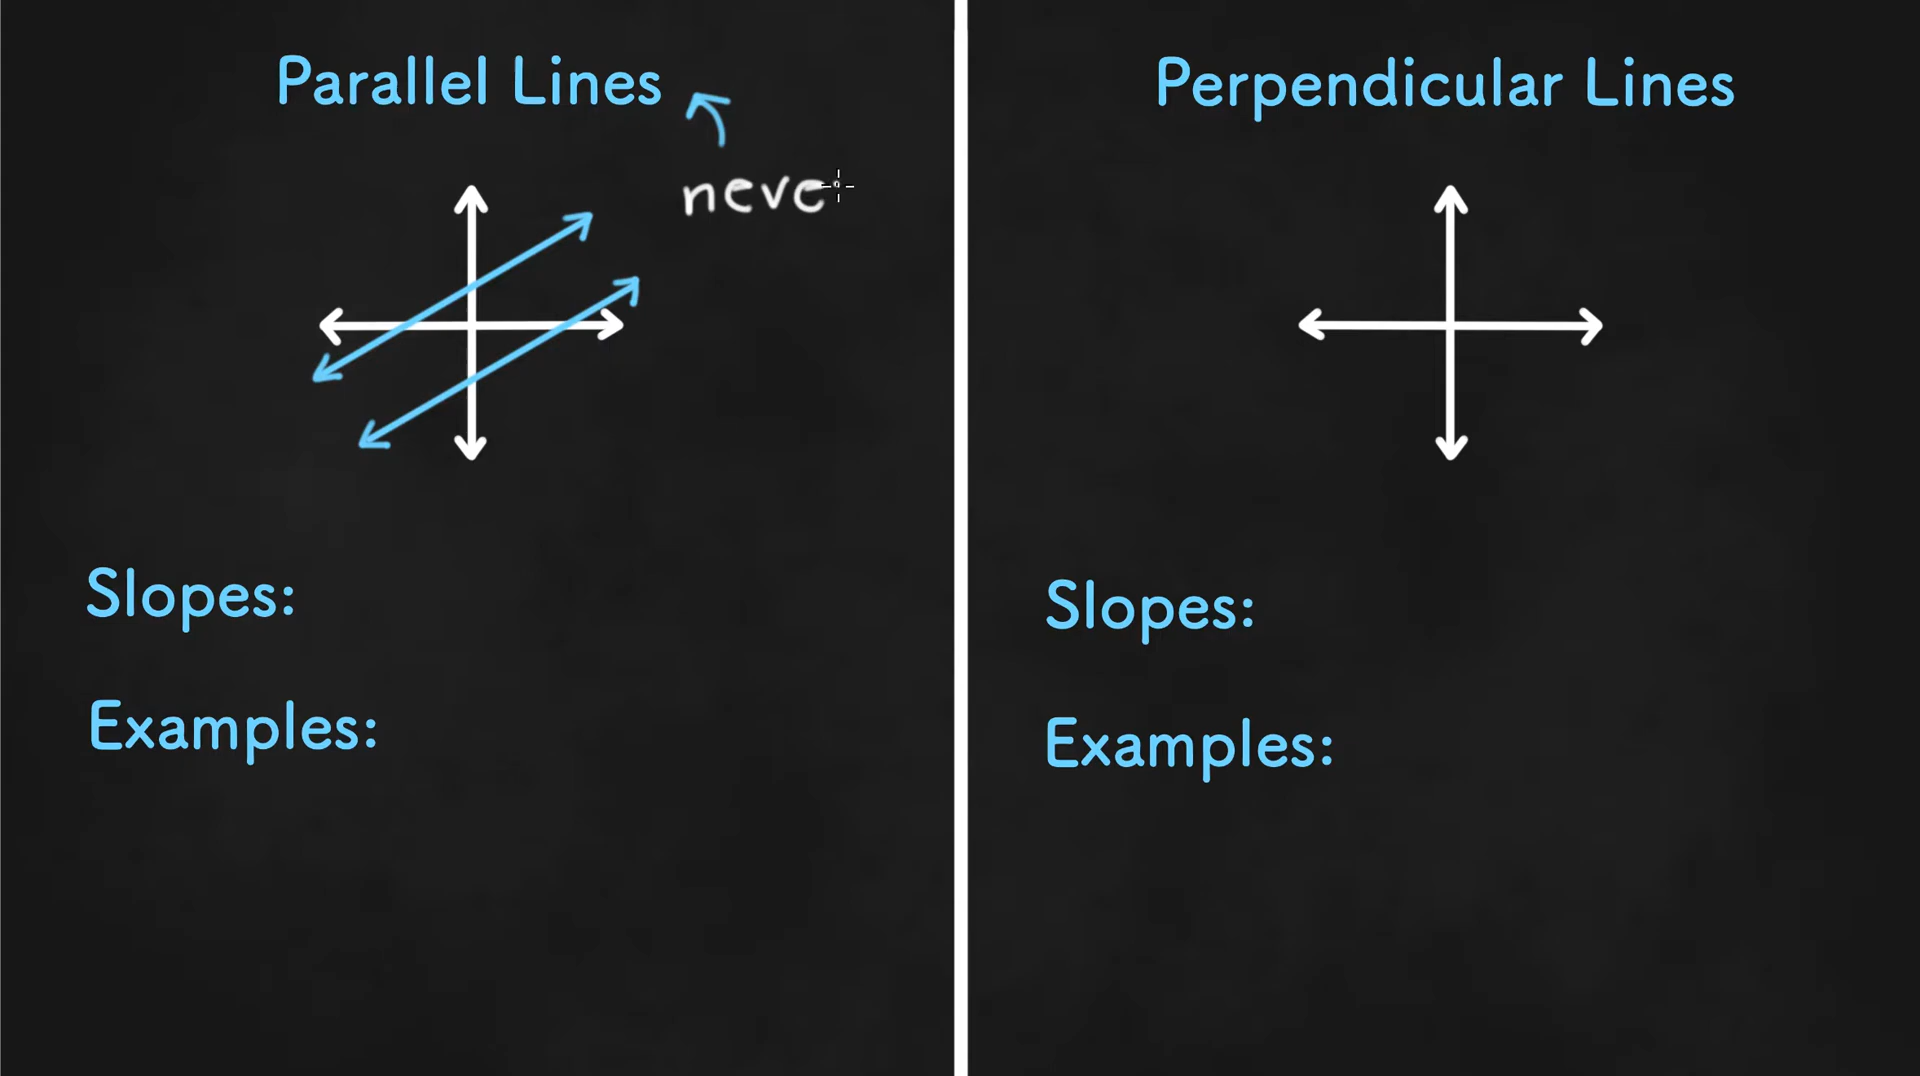 Parallel Lines
neve
Slopes:
Examples:
Perpendicular Lines
Slopes:
Examples: